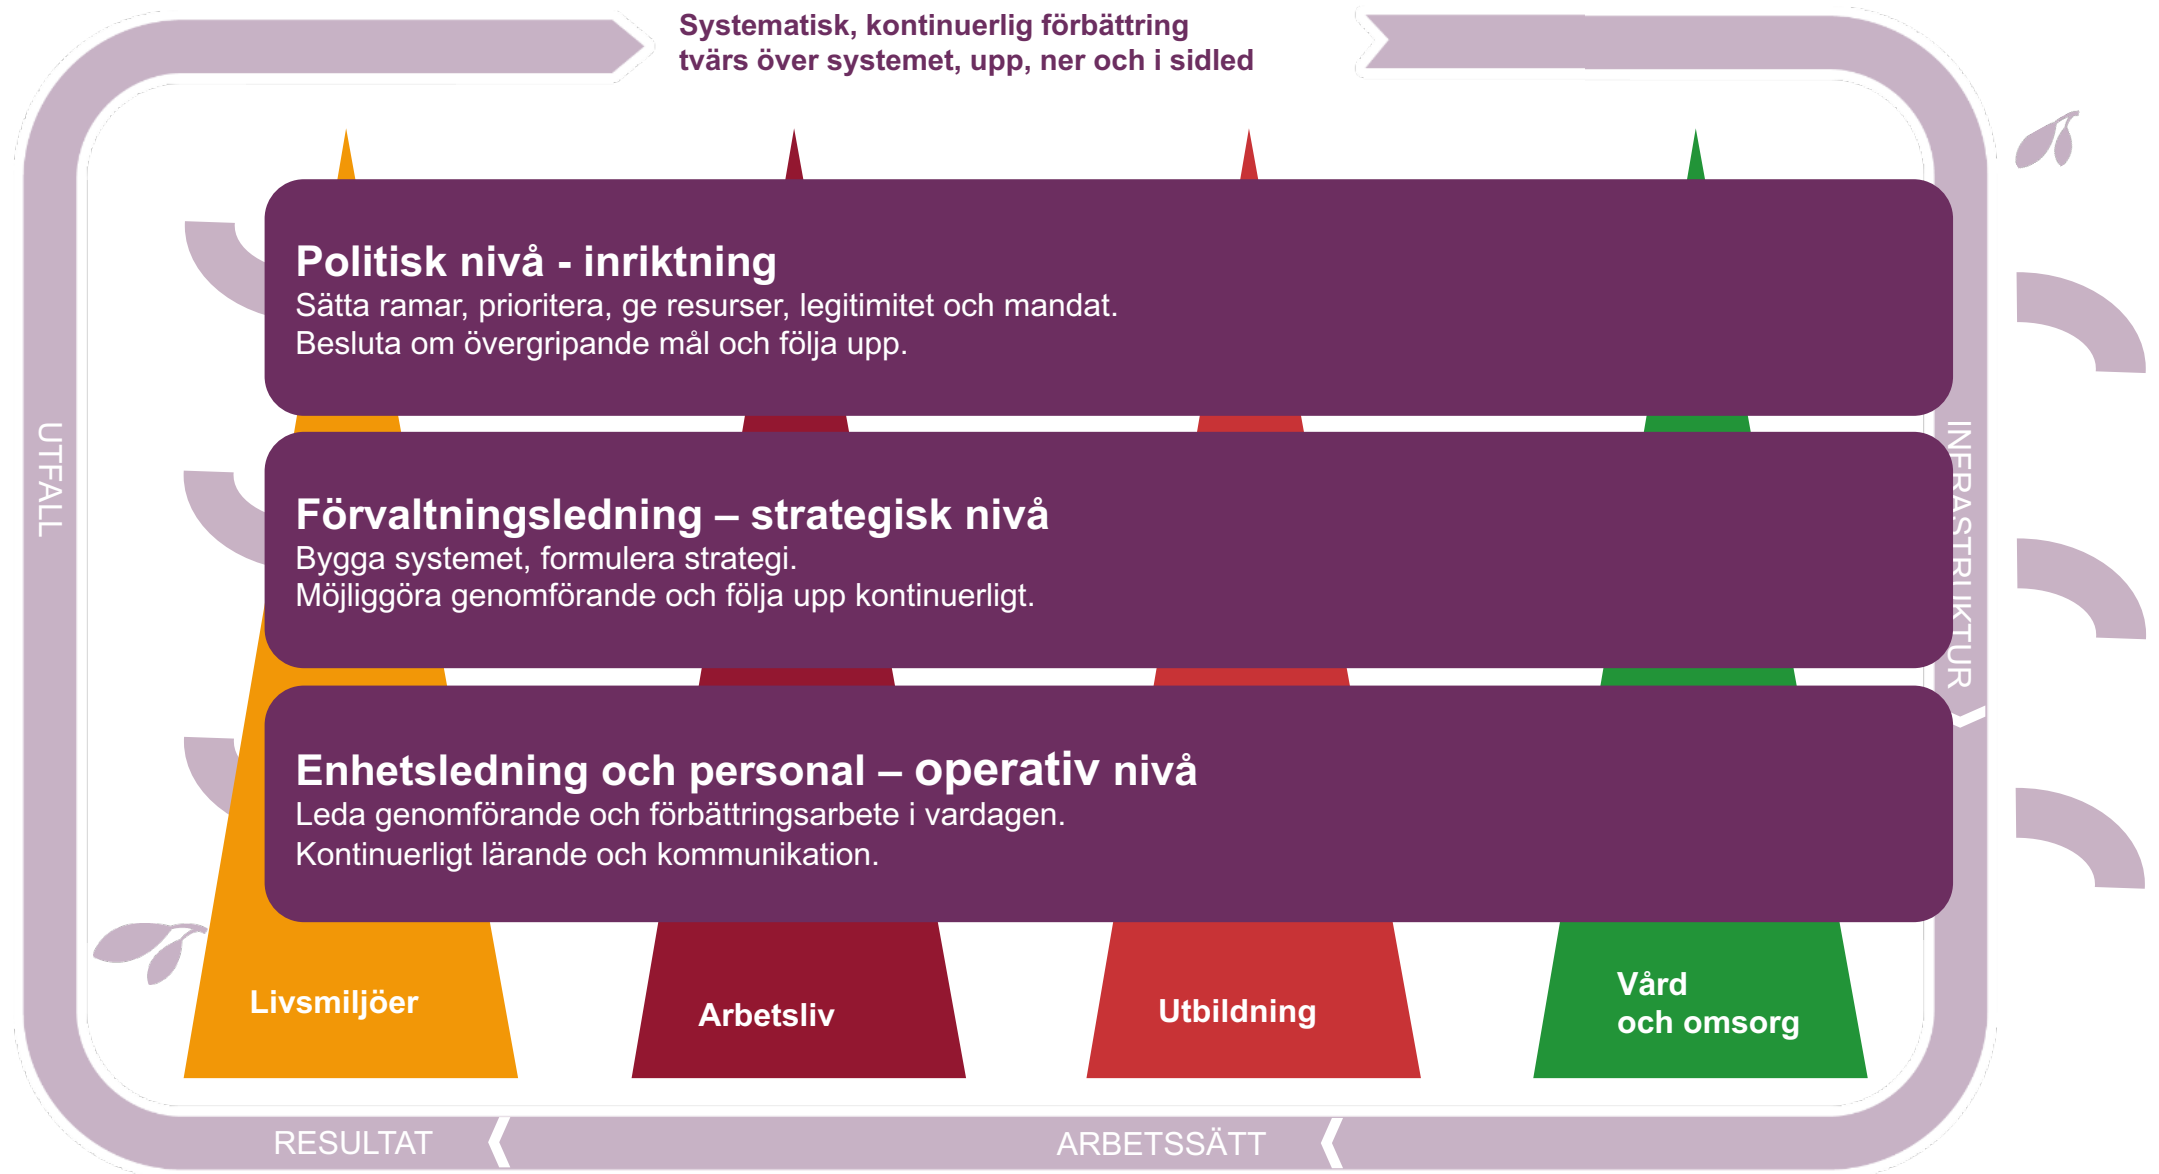 Systematisk, kontinuerlig förbättring
tvärs över systemet, upp, ner och i sidled
Politisk nivå - inriktning
Sätta ramar, prioritera, ge resurser, legitimitet och mandat.
Besluta om övergripande mål och följa upp.
UTFALL
INFRASTRUKTUR
Förvaltningsledning – strategisk nivå
Bygga systemet, formulera strategi.
Möjliggöra genomförande och följa upp kontinuerligt.
Enhetsledning och personal – operativ nivå
Leda genomförande och förbättringsarbete i vardagen.
Kontinuerligt lärande och kommunikation.
Livsmiljöer
Arbetsliv
Utbildning
Vård
och omsorg
RESULTAT
ARBETSSÄTT